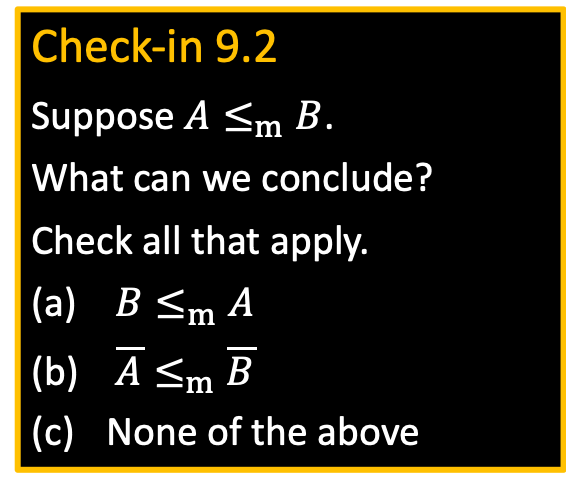 Check-in 9.2
Suppose A ≤ₘ B.
What can we conclude?
Check all that apply.
(a) B ≤ₘ A
(b) A̅ ≤ₘ B̅
(c) None of the above